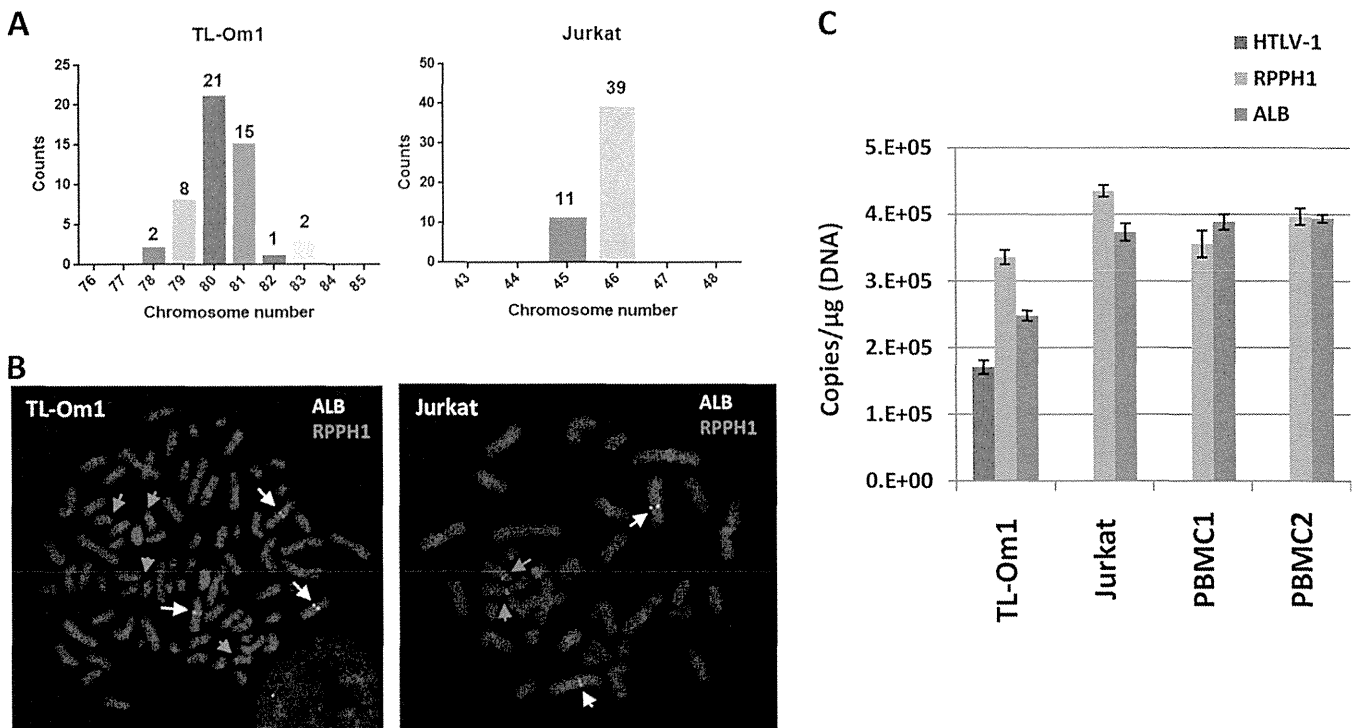 A
TL-Om1
Counts
25
20
15
10
5
0
2
8
21
15
1
2
76 77 78 79 80 81 82 83 84 85
Chromosome number
Jurkat
Counts
50
40
30
20
10
0
11
39
43 44 45 46 47 48
Chromosome number
B
TL-Om1
ALB
RPPH1
Jurkat
ALB
RPPH1
C
HTLV-1
RPPH1
ALB
Copies/μg (DNA)
5.E+05
4.E+05
3.E+05
2.E+05
1.E+05
0.E+00
TL-Om1
Jurkat
PBMC1
PBMC2